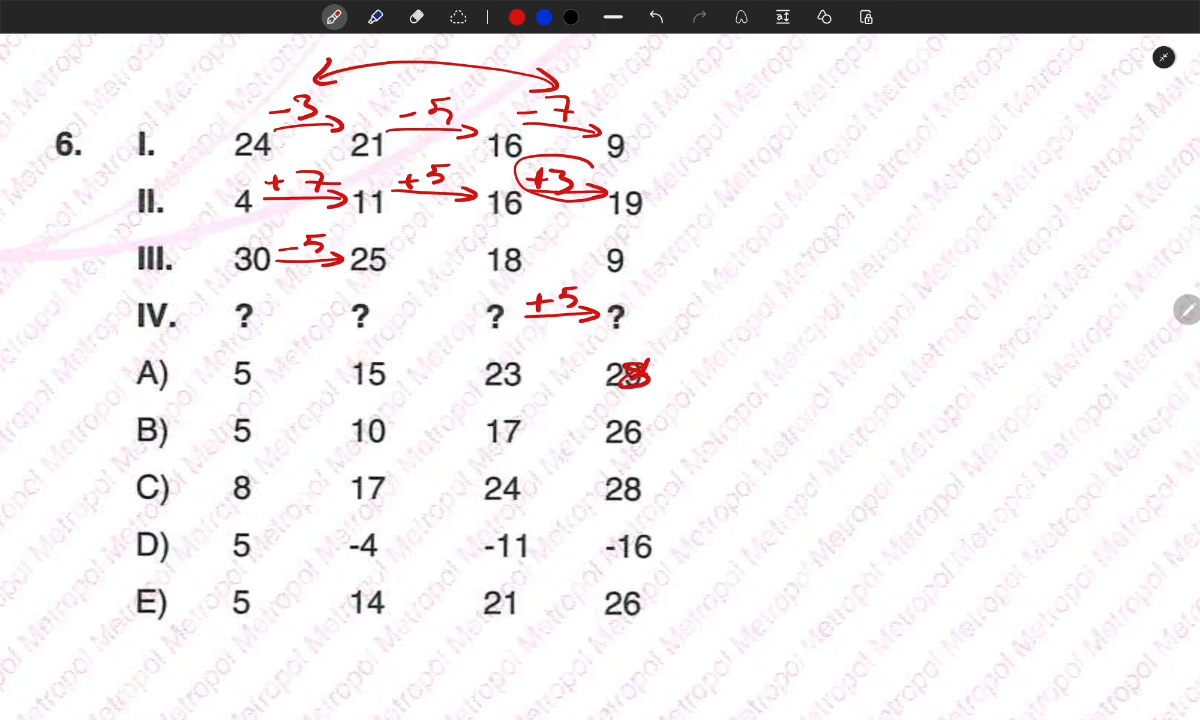 -3 -5 -7
6. I. 24 21 16 9
+7 +5 +3
II. 4 11 16 19
-5
III. 30 25 18 9
+5
IV. ? ? ? ?
A) 5 15 23 2
B) 5 10 17 26
C) 8 17 24 28
D) 5 -4 -11 -16
E) 5 14 21 26
Metropol